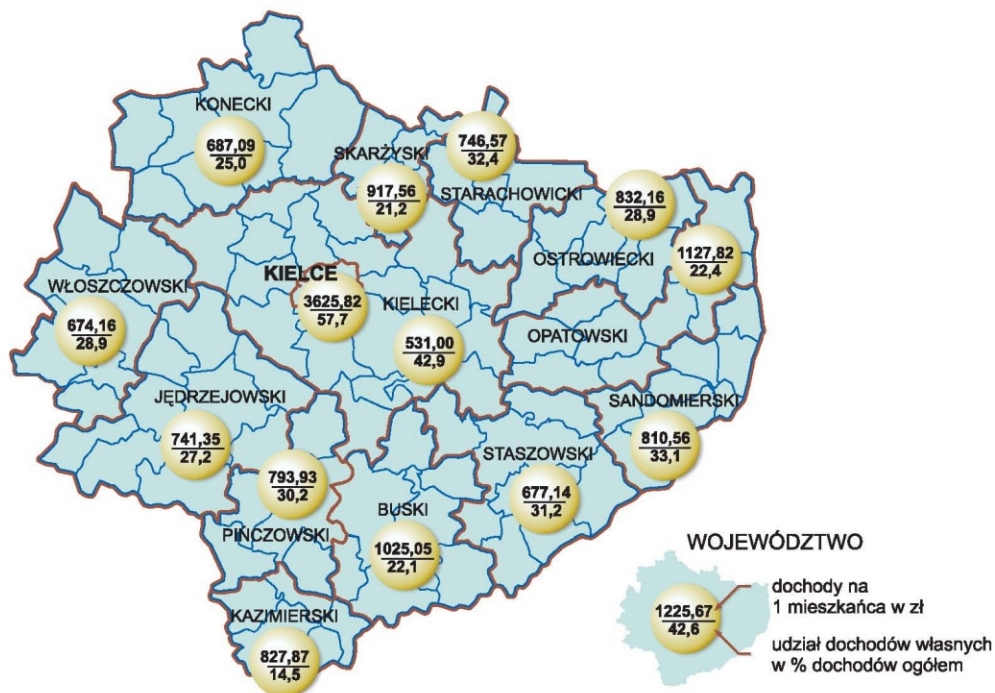 KONECKI
687,09
25,0
SKARŻYSKI
917,56
21,2
746,57
32,4
STARACHOWICKI
832,16
28,9
OSTROWIECKI
1127,82
22,4
OPATOWSKI
WŁOSZCZOWSKI
674,16
28,9
KIELCE
3625,82
57,7
KIELECKI
531,00
42,9
JĘDRZEJOWSKI
741,35
27,2
SANDOMIERSKI
810,56
33,1
STASZOWSKI
677,14
31,2
793,93
30,2
PIŃCZOWSKI
BUSKI
1025,05
22,1
KAZIMIERSKI
827,87
14,5
WOJEWÓDZTWO
1225,67
42,6
dochody na
1 mieszkańca w zł
udział dochodów własnych
w % dochodów ogółem